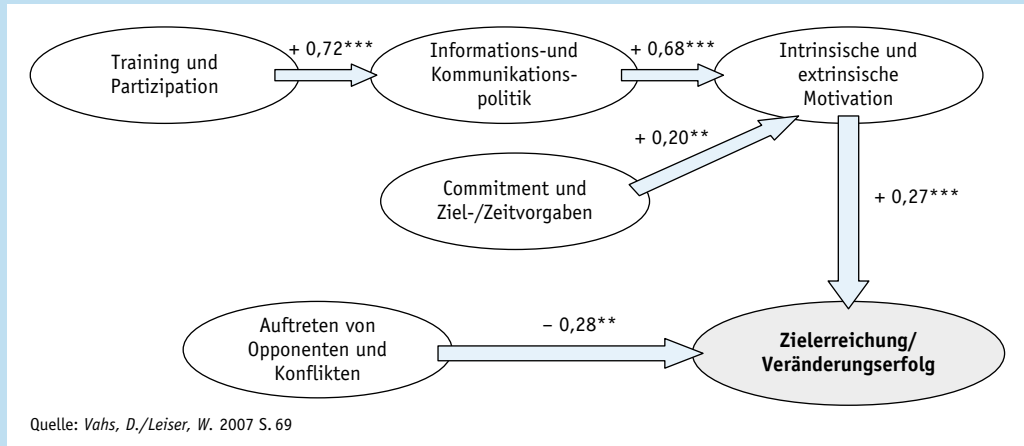 Training und
Partizipation
+ 0,72***
Informations-und
Kommunikations-
politik
+ 0,68***
Intrinsische und
extrinsische
Motivation
+ 0,20**
Commitment und
Ziel-/Zeitvorgaben
+ 0,27***
Auftreten von
Opponenten und
Konflikten
– 0,28**
Zielerreichung/
Veränderungserfolg
Quelle: Vahs, D./Leiser, W. 2007 S. 69